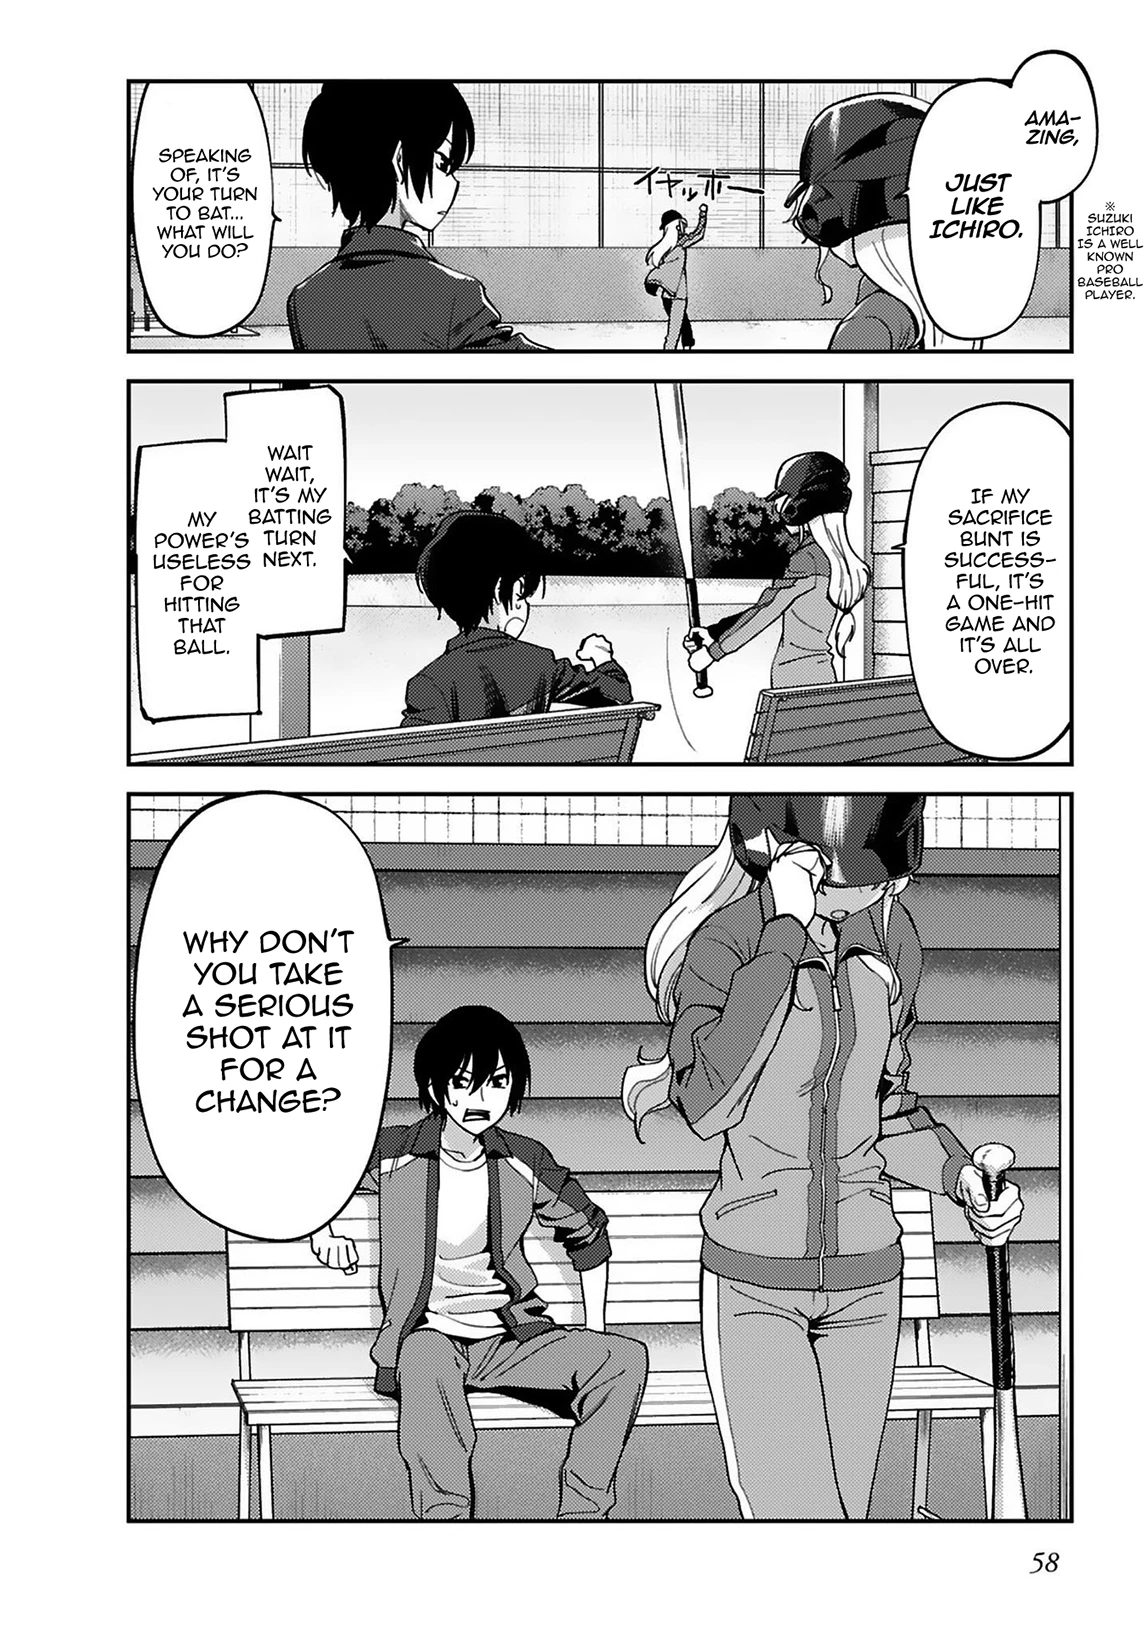 AMA-
ZING,
JUST
LIKE
ICHIRO.
※
SUZUKI
ICHIRO
IS A WELL
KNOWN
PRO
BASEBALL
PLAYER.
イヤッホー
SPEAKING
OF, IT'S
YOUR TURN
TO BAT...
WHAT WILL
YOU DO?
IF MY
SACRIFICE
BUNT IS
SUCCESS-
FUL, IT'S
A ONE-HIT
GAME AND
IT'S ALL
OVER.
WAIT
WAIT,
IT'S MY
BATTING
TURN
NEXT.
MY
POWER'S
USELESS
FOR
HITTING
THAT
BALL.
WHY DON'T
YOU TAKE
A SERIOUS
SHOT AT IT
FOR A
CHANGE?
58